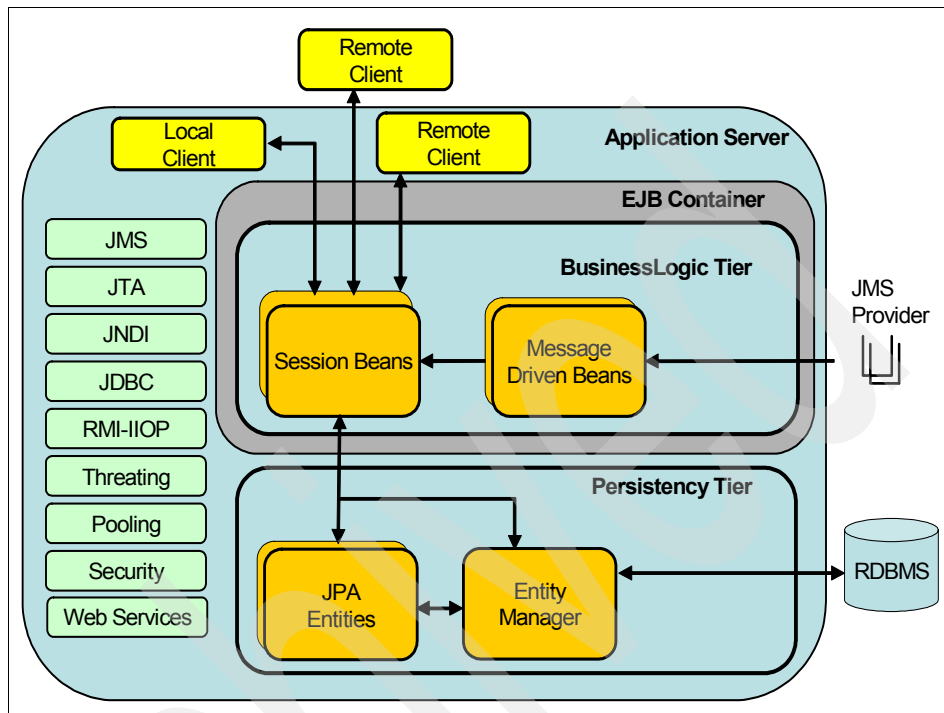 Remote
Client
Local
Client
Remote
Client
Application Server
EJB Container
BusinessLogic Tier
JMS
JTA
JNDI
JDBC
RMI-IIOP
Threating
Pooling
Security
Web Services
Session Beans
Message
Driven Beans
JMS
Provider
Persistency Tier
JPA
Entities
Entity
Manager
RDBMS